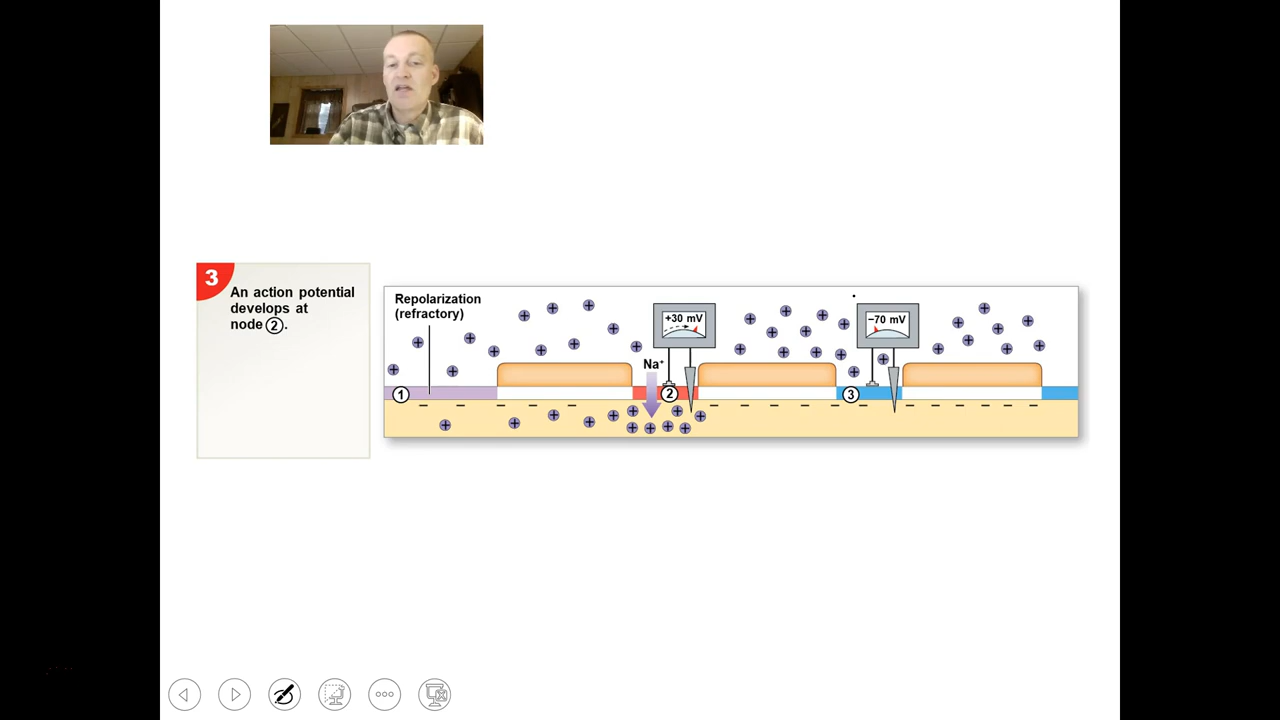 3
An action potential
develops at
node ②.
Repolarization
(refractory)
+30 mV
−70 mV
Na⁺
① ② ③